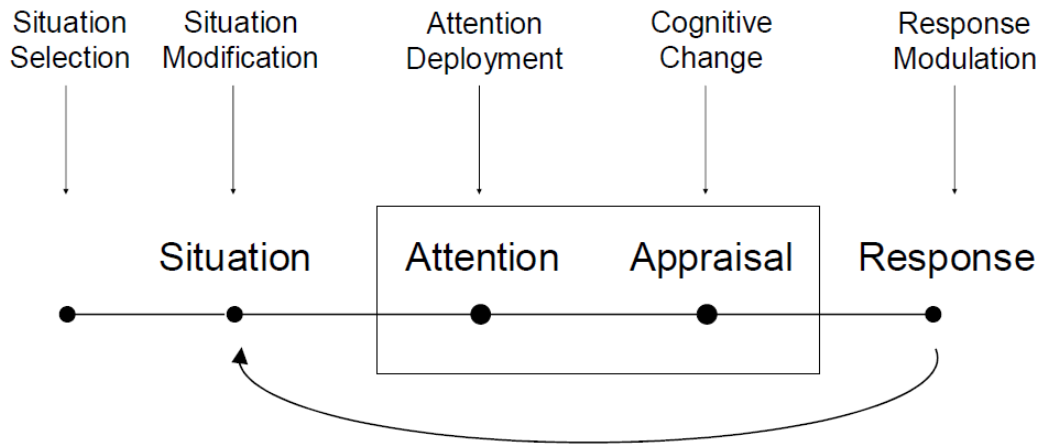 Situation
Selection
Situation
Modification
Attention
Deployment
Cognitive
Change
Response
Modulation
Situation
Attention
Appraisal
Response